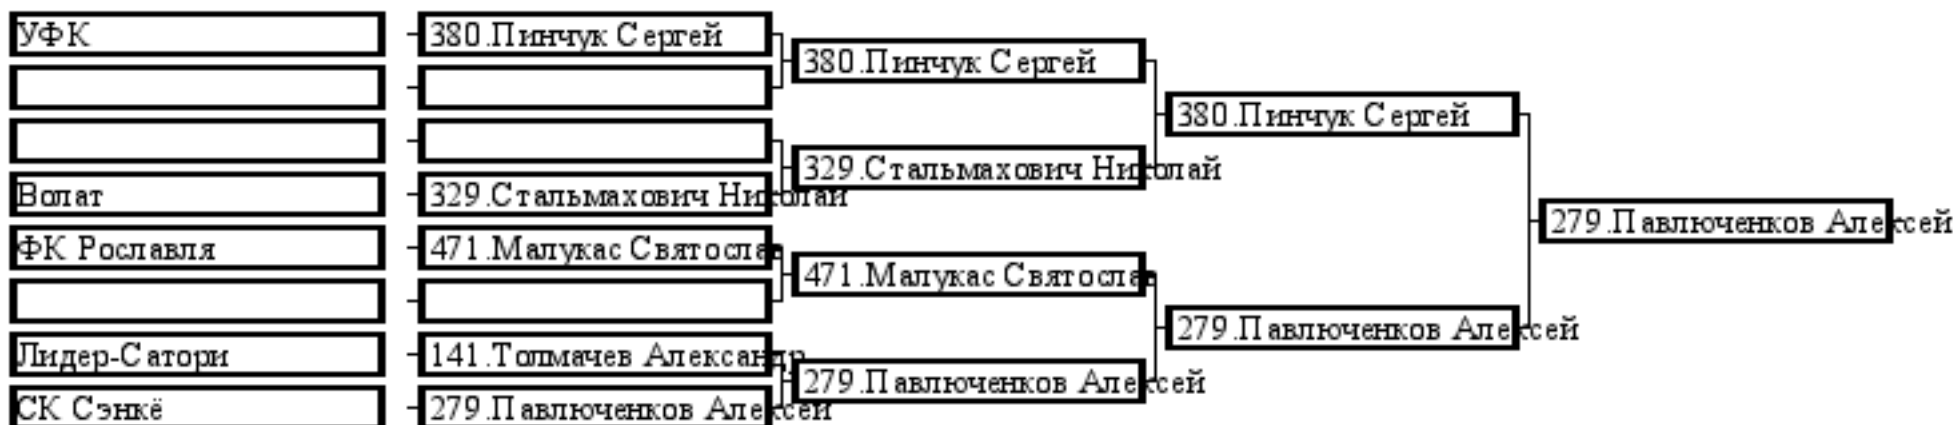 УФК
380.Пинчук Сергей
380.Пинчук Сергей
380.Пинчук Сергей
329.Стальмахович Николай
Волат
329.Стальмахович Николай
279.Павлюченков Алексей
ФК Рославля
471.Малукас Святослав
471.Малукас Святослав
279.Павлюченков Алексей
Лидер-Сатори
141.Толмачев Александр
279.Павлюченков Алексей
СК Сэнкё
279.Павлюченков Алексей